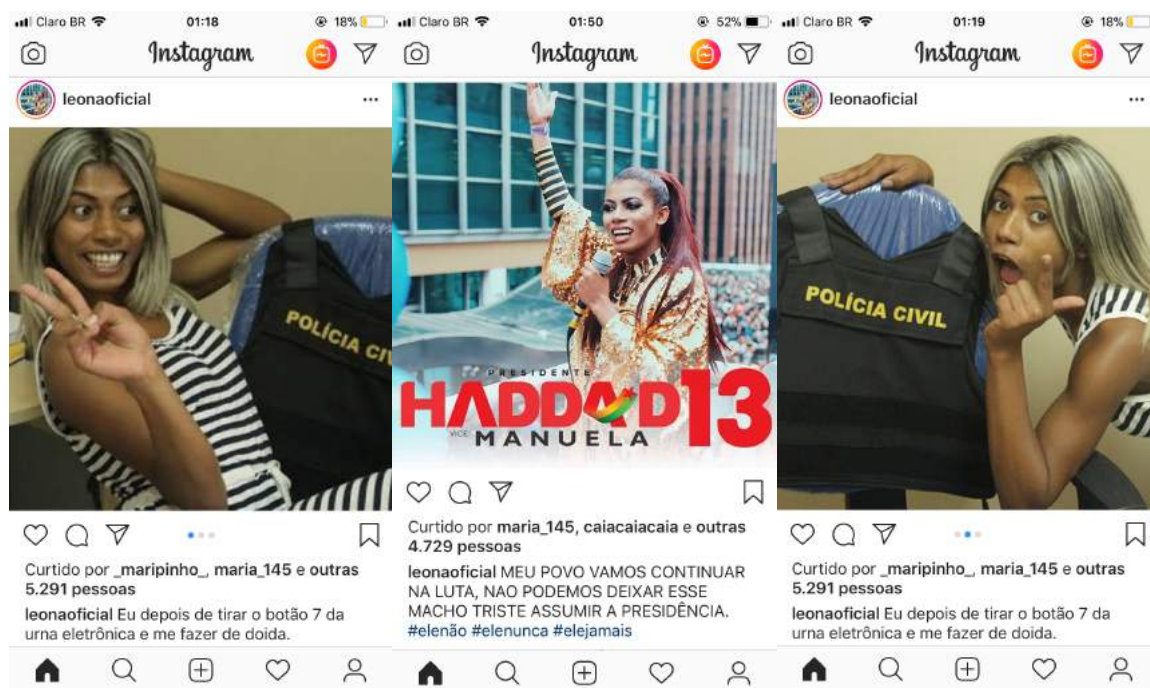 Claro BR 01:18 18%
Instagram
leonaoficial
POLÍCIA CIV
Curtido por _maripinho_, maria_145 e outras
5.291 pessoas
leonaoficial Eu depois de tirar o botão 7 da
urna eletrônica e me fazer de doida.
Claro BR 01:50 52%
Instagram
PRESIDENTE
HADDAD 13
VICE MANUELA
Curtido por maria_145, caiacaiacaia e outras
4.729 pessoas
leonaoficial MEU POVO VAMOS CONTINUAR
NA LUTA, NAO PODEMOS DEIXAR ESSE
MACHO TRISTE ASSUMIR A PRESIDÊNCIA.
#elenão #elenunca #elejamais
Claro BR 01:19 18%
Instagram
leonaoficial
POLÍCIA CIVIL
Curtido por _maripinho_, maria_145 e outras
5.291 pessoas
leonaoficial Eu depois de tirar o botão 7 da
urna eletrônica e me fazer de doida.